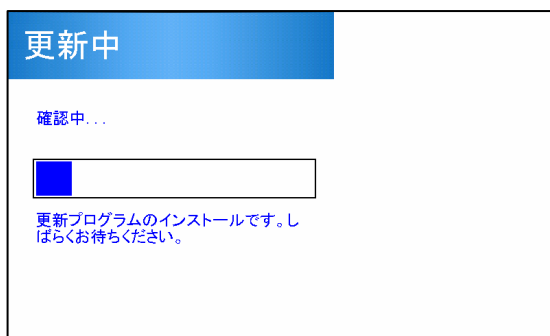 更新中
確認中...
更新プログラムのインストールです。し
ばらくお待ちください。